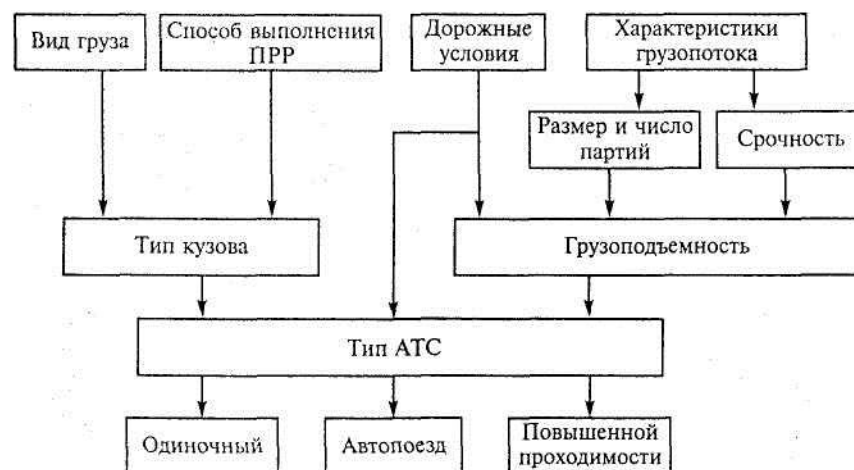 Вид груза
Способ выполнения
ПРР
Дорожные
условия
Характеристики
грузопотока
Размер и число
партий
Срочность
Тип кузова
Грузоподъемность
Тип АТС
Одиночный
Автопоезд
Повышенной
проходимости